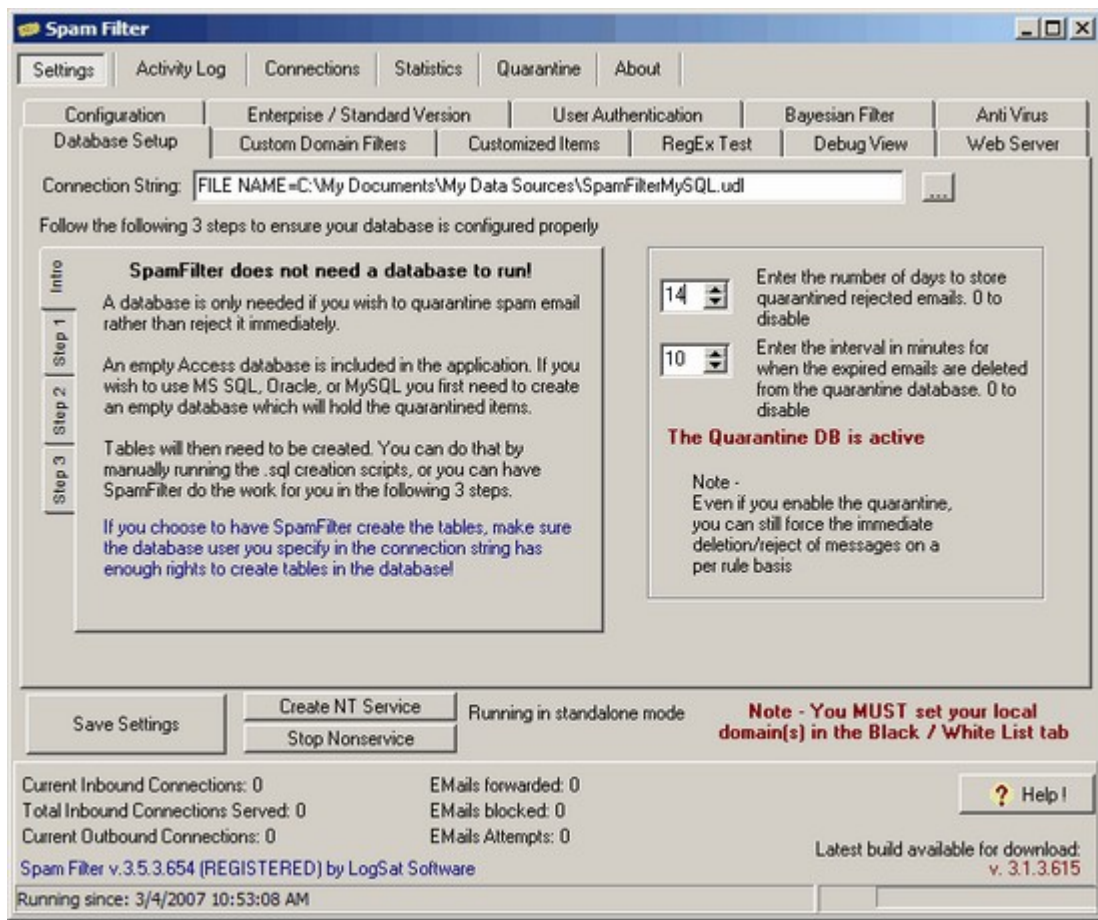 Spam Filter
Settings Activity Log Connections Statistics Quarantine About
Configuration Enterprise / Standard Version User Authentication Bayesian Filter Anti Virus
Database Setup Custom Domain Filters Customized Items RegEx Test Debug View Web Server
Connection String: FILE NAME=C:\My Documents\My Data Sources\SpamFilterMySQL.udl ...
Follow the following 3 steps to ensure your database is configured properly
Intro
Step 1
Step 2
Step 3
SpamFilter does not need a database to run!
A database is only needed if you wish to quarantine spam email
rather than reject it immediately.
An empty Access database is included in the application. If you
wish to use MS SQL, Oracle, or MySQL you first need to create
an empty database which will hold the quarantined items.
Tables will then need to be created. You can do that by
manually running the .sql creation scripts, or you can have
SpamFilter do the work for you in the following 3 steps.
If you choose to have SpamFilter create the tables, make sure
the database user you specify in the connection string has
enough rights to create tables in the database!
14
Enter the number of days to store
quarantined rejected emails. 0 to
disable
10
Enter the interval in minutes for
when the expired emails are deleted
from the quarantine database. 0 to
disable
The Quarantine DB is active
Note -
Even if you enable the quarantine,
you can still force the immediate
deletion/reject of messages on a
per rule basis
Save Settings
Create NT Service
Stop Nonservice
Running in standalone mode
Note - You MUST set your local
domain(s) in the Black / White List tab
Current Inbound Connections: 0
Total Inbound Connections Served: 0
Current Outbound Connections: 0
EMails forwarded: 0
EMails blocked: 0
EMails Attempts: 0
? Help !
Spam Filter v.3.5.3.654 (REGISTERED) by LogSat Software
Latest build available for download:
v. 3.1.3.615
Running since: 3/4/2007 10:53:08 AM